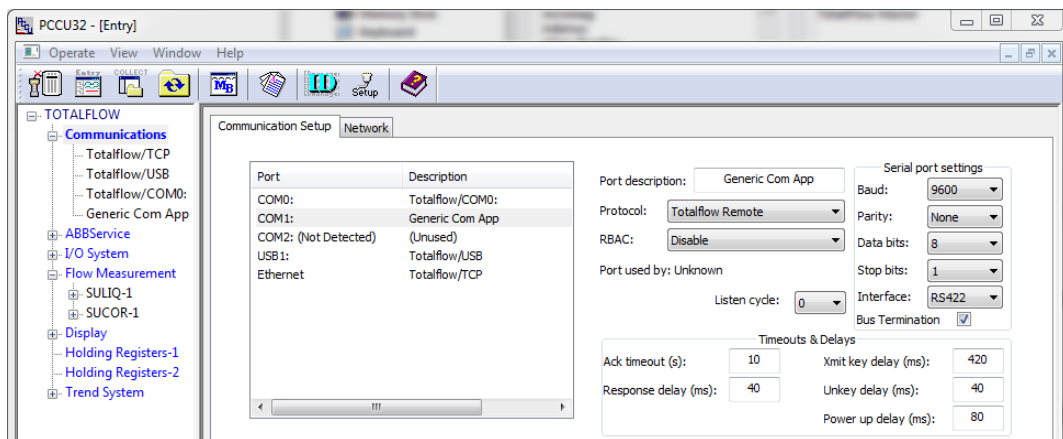 PCCU32 - [Entry]
Operate View Window Help
Entry COLLECT MB ID Manager Setup
TOTALFLOW
Communications
Totalflow/TCP
Totalflow/USB
Totalflow/COM0:
Generic Com App
ABBService
I/O System
Flow Measurement
SULIQ-1
SUCOR-1
Display
Holding Registers-1
Holding Registers-2
Trend System
Communication Setup Network
Port Description
COM0: Totalflow/COM0:
COM1: Generic Com App
COM2: (Not Detected) (Unused)
USB1: Totalflow/USB
Ethernet Totalflow/TCP
Port description: Generic Com App
Protocol: Totalflow Remote
RBAC: Disable
Port used by: Unknown
Listen cycle: 0
Serial port settings
Baud: 9600
Parity: None
Data bits: 8
Stop bits: 1
Interface: RS422
Bus Termination
Timeouts & Delays
Ack timeout (s): 10 Xmit key delay (ms): 420
Response delay (ms): 40 Unkey delay (ms): 40
Power up delay (ms): 80